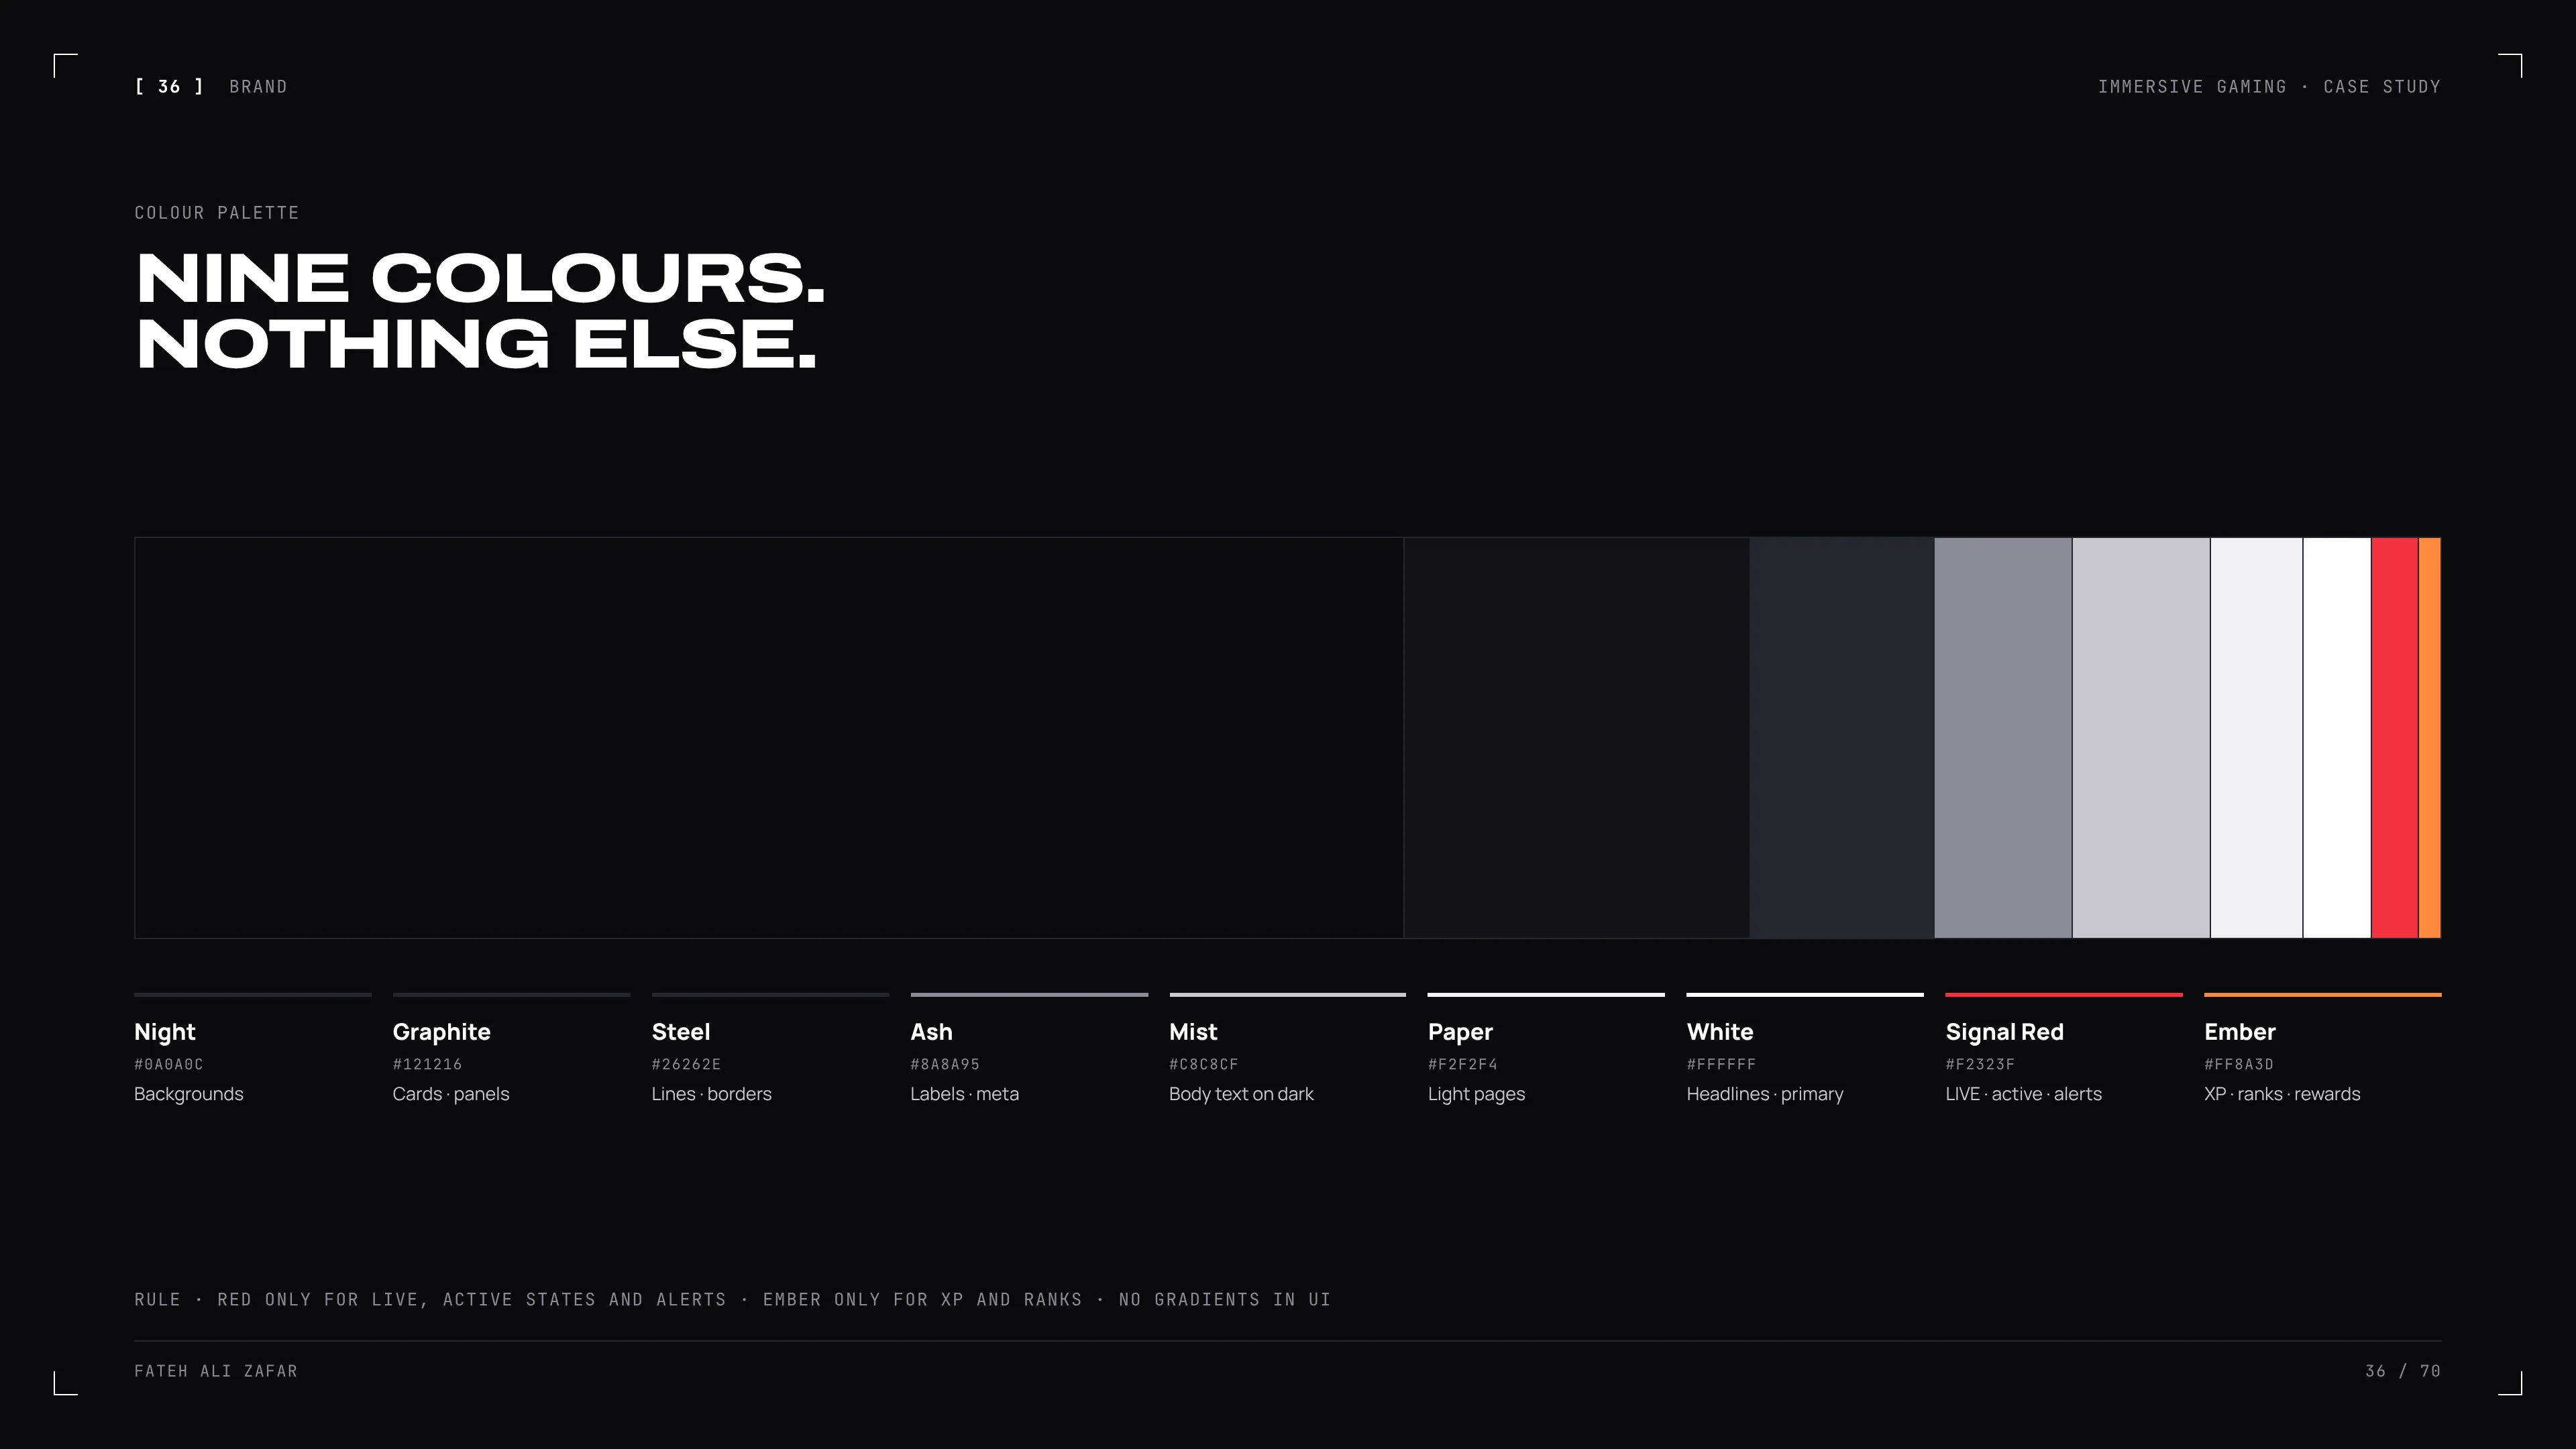 [ 36 ] BRAND
IMMERSIVE GAMING · CASE STUDY
COLOUR PALETTE
NINE COLOURS.
NOTHING ELSE.
Night
#0A0A0C
Backgrounds
Graphite
#121216
Cards · panels
Steel
#26262E
Lines · borders
Ash
#8A8A95
Labels · meta
Mist
#C8C8CF
Body text on dark
Paper
#F2F2F4
Light pages
White
#FFFFFF
Headlines · primary
Signal Red
#F2323F
LIVE · active · alerts
Ember
#FF8A3D
XP · ranks · rewards
RULE · RED ONLY FOR LIVE, ACTIVE STATES AND ALERTS · EMBER ONLY FOR XP AND RANKS · NO GRADIENTS IN UI
FATEH ALI ZAFAR
36 / 70